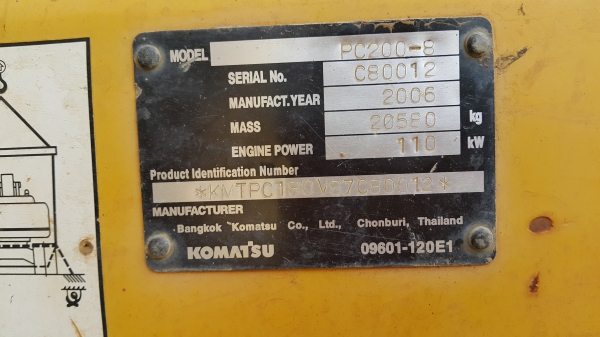 MODEL PC200-8
SERIAL No. C80012
MANUFACT.YEAR 2006
MASS 20580 kg
ENGINE POWER 110 kW
Product Identification Number
MANUFACTURER
Bangkok Komatsu Co., Ltd., Chonburi, Thailand
KOMATSU 09601-120E1